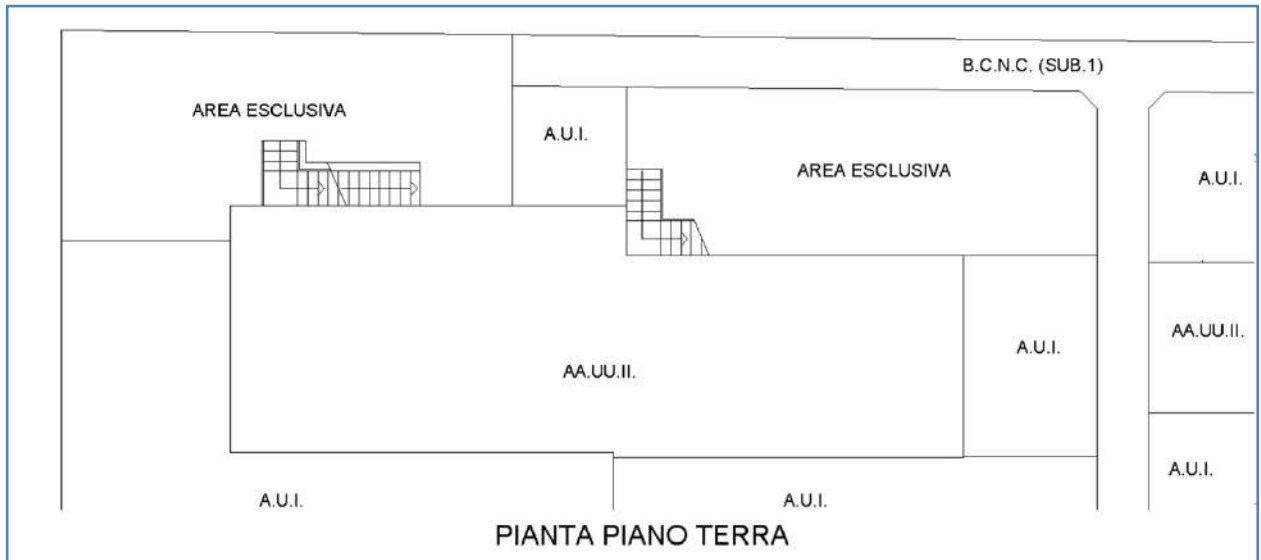 B.C.N.C. (SUB.1)
AREA ESCLUSIVA
A.U.I.
AREA ESCLUSIVA
A.U.I.
AA.UU.II.
A.U.I.
AA.UU.II.
A.U.I.
A.U.I.
A.U.I.
PIANTA PIANO TERRA